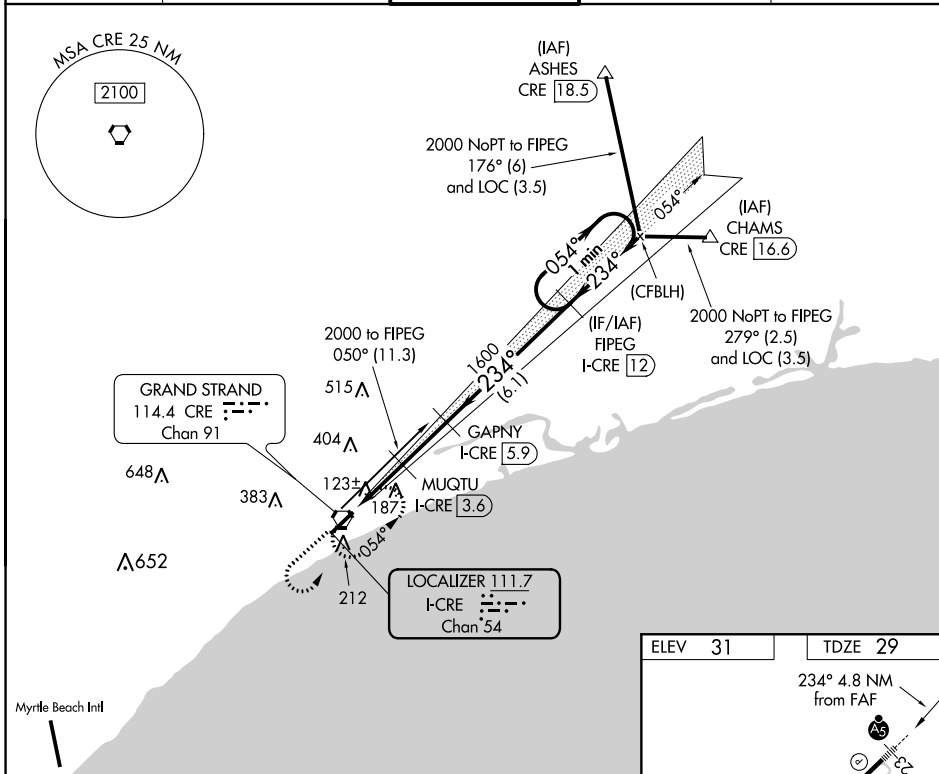 MSA CRE 25 NM
2100
(IAF)
ASHES
CRE 18.5
2000 NoPT to FIPEG
176° (6)
and LOC (3.5)
054°
(IAF)
CHAMS
CRE 16.6
054°
1 min
234°
(CFBLH)
2000 NoPT to FIPEG
279° (2.5)
and LOC (3.5)
(IF/IAF)
FIPEG
I-CRE 12
2000 to FIPEG
050° (11.3)
1600
234°
(6.1)
515
GRAND STRAND
114.4 CRE
Chan 91
404
GAPNY
I-CRE 5.9
648
383
123±
187
MUQTU
I-CRE 3.6
054°
652
212
LOCALIZER 111.7
I-CRE
Chan 54
Myrtle Beach Intl
ELEV 31
TDZE 29
234° 4.8 NM
from FAF
A5
P
23